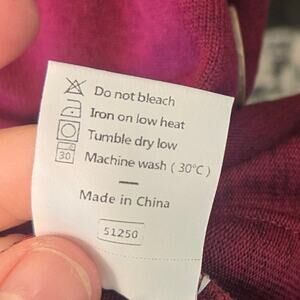 Do not bleach
Iron on low heat
Tumble dry low
30 Machine wash ( 30°C )
Made in China
51250